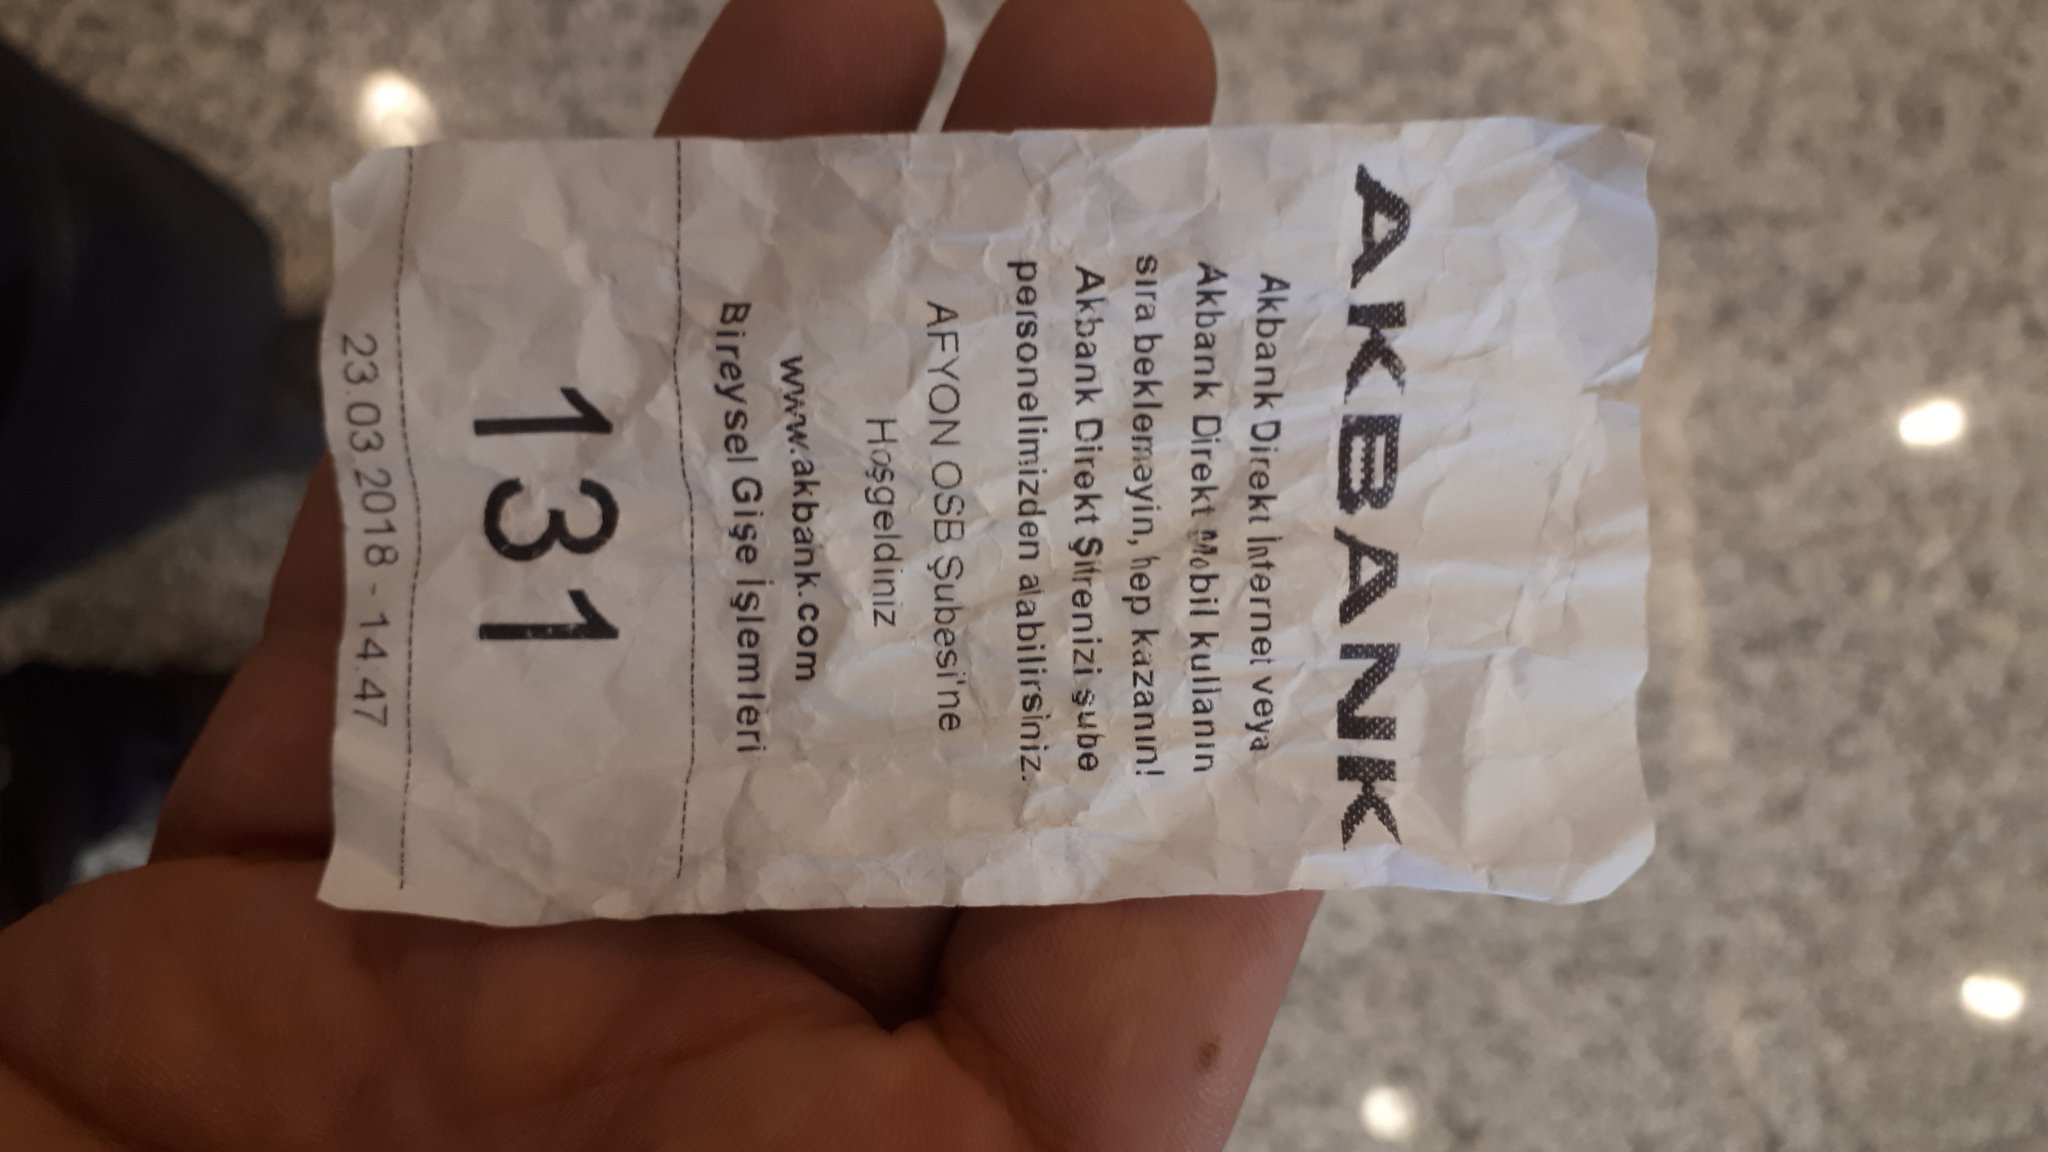 AKBANK
Akbank Direkt İnternet veya
Akbank Direkt Mobil kullanın
sıra beklemeyin, hep kazanın!
Akbank Direkt Şifrenizi şube
personelimizden alabilirsiniz.
AFYON OSB Şubesi'ne
Hoşgeldiniz
www.akbank.com
Bireysel Gişe İşlemleri
131
23.03.2018 - 14:47